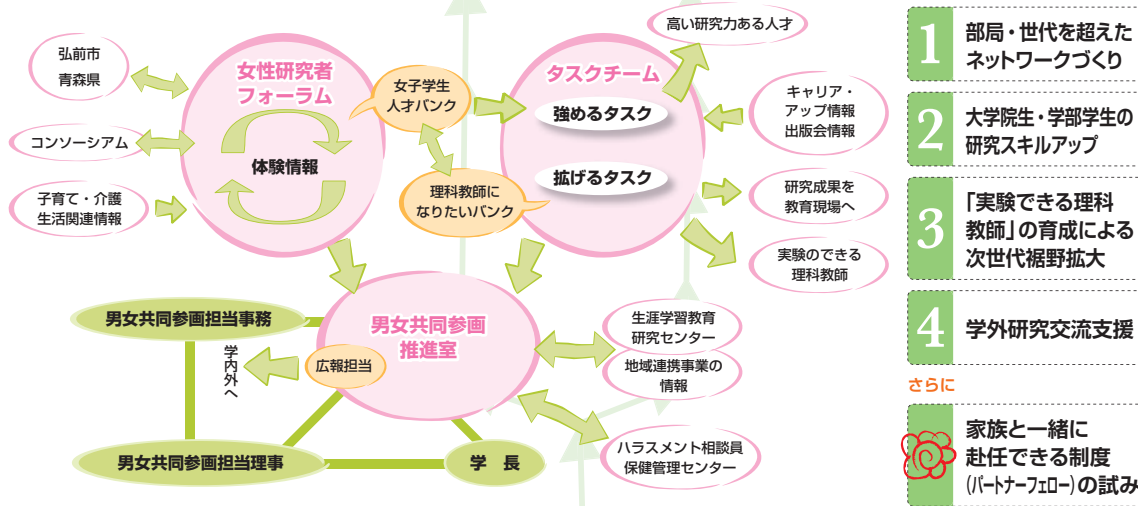 弘前市
青森県
コンソーシアム
子育て・介護
生活関連情報
女性研究者
フォーラム
体験情報
女子学生
人材バンク
理科教師に
なりたいバンク
タスクチーム
強めるタスク
拡げるタスク
高い研究力ある人才
キャリア・
アップ情報
出版会情報
研究成果を
教育現場へ
実験のできる
理科教師
男女共同参画担当事務
男女共同参画
推進室
広報担当
学内外へ
生涯学習教育
研究センター
地域連携事業の
情報
男女共同参画担当理事
学 長
ハラスメント相談員
保健管理センター
1
部局・世代を超えた
ネットワークづくり
2
大学院生・学部学生の
研究スキルアップ
3
「実験できる理科
教師」の育成による
次世代裾野拡大
4
学外研究交流支援
さらに
家族と一緒に
赴任できる制度
(パートナーフェロー)の試み